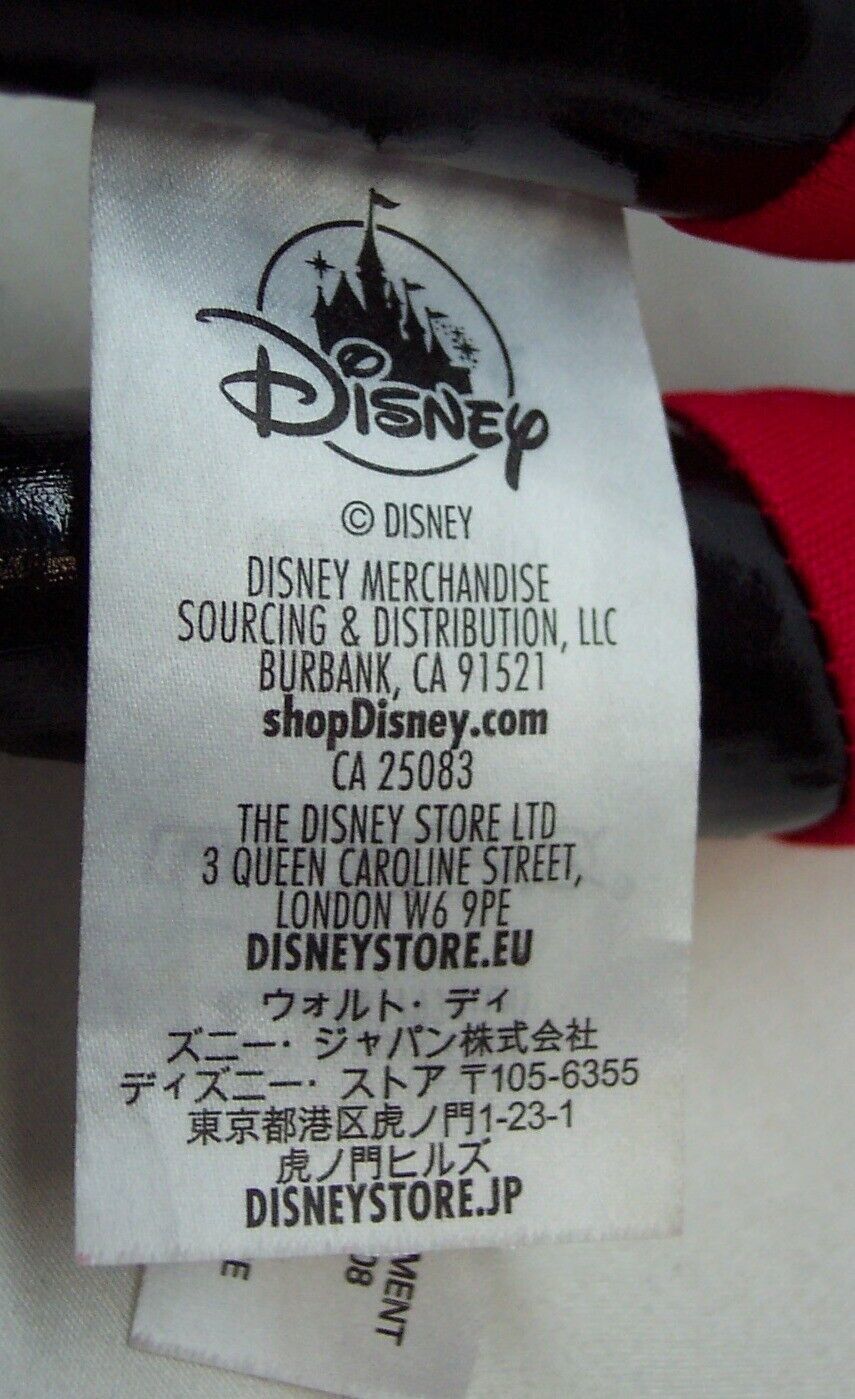 Disney
© DISNEY
DISNEY MERCHANDISE
SOURCING & DISTRIBUTION, LLC
BURBANK, CA 91521
shopDisney.com
CA 25083
THE DISNEY STORE LTD
3 QUEEN CAROLINE STREET,
LONDON W6 9PE
DISNEYSTORE.EU
ウォルト・ディ
ズニー・ジャパン株式会社
ディズニー・ストア 〒105-6355
東京都港区虎ノ門1-23-1
虎ノ門ヒルズ
DISNEYSTORE.JP